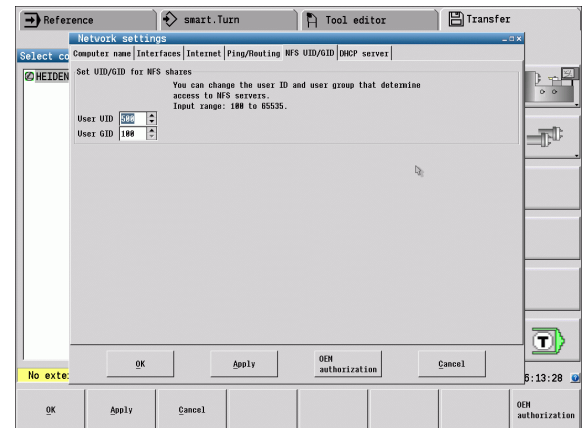 Reference
smart.Turn
Tool editor
Transfer
Network settings
Select co
Computer name
Interfaces
Internet
Ping/Routing
NFS UID/GID
DHCP server
HEIDEN
Set UID/GID for NFS shares
You can change the user ID and user group that determine
access to NFS servers.
Input range: 100 to 65535.
User UID 500
User GID 100
T
OK
Apply
OEM
authorization
Cancel
No exte
6:13:28
OK
Apply
Cancel
OEM
authorization